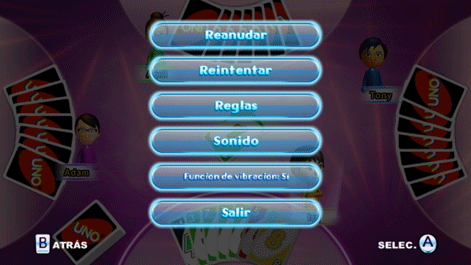 Reanudar
Reintentar
Reglas
Sonido
Función de vibración: Sí
Salir
Tony
Adam
UNO
UNO
UNO
B ATRÁS
SELEC. A